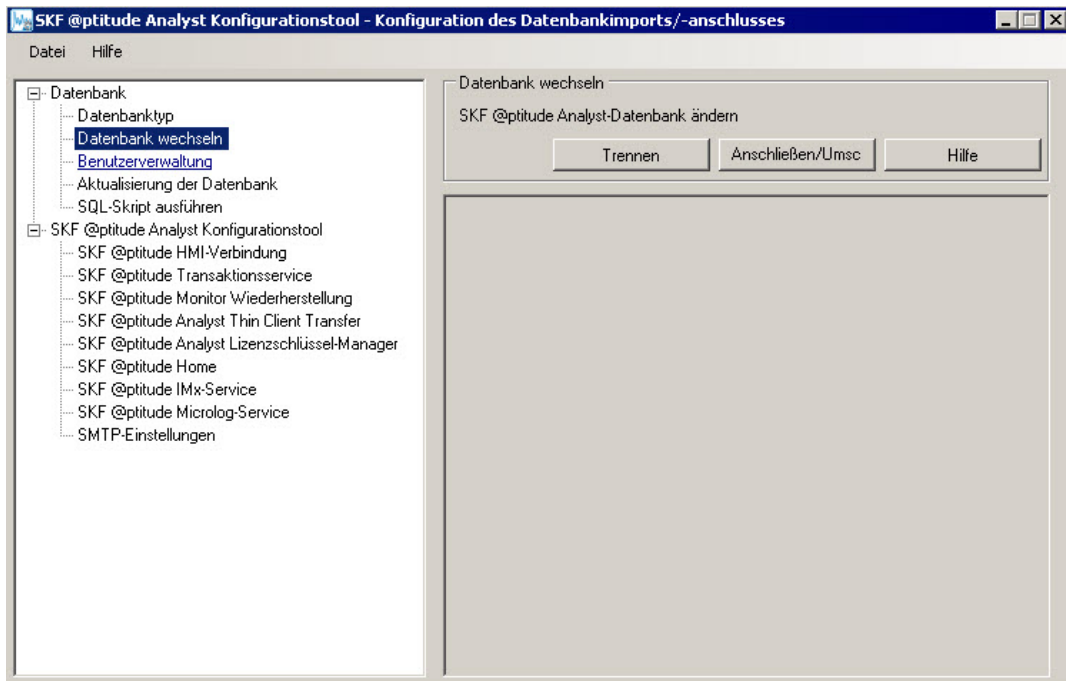 SKF @ptitude Analyst Konfigurationstool - Konfiguration des Datenbankimports/-anschlusses
Datei Hilfe
Datenbank
Datenbanktyp
Datenbank wechseln
Benutzerverwaltung
Aktualisierung der Datenbank
SQL-Skript ausführen
SKF @ptitude Analyst Konfigurationstool
SKF @ptitude HMI-Verbindung
SKF @ptitude Transaktionsservice
SKF @ptitude Monitor Wiederherstellung
SKF @ptitude Analyst Thin Client Transfer
SKF @ptitude Analyst Lizenzschlüssel-Manager
SKF @ptitude Home
SKF @ptitude IMx-Service
SKF @ptitude Microlog-Service
SMTP-Einstellungen
Datenbank wechseln
SKF @ptitude Analyst-Datenbank ändern
Trennen Anschließen/Umsc Hilfe